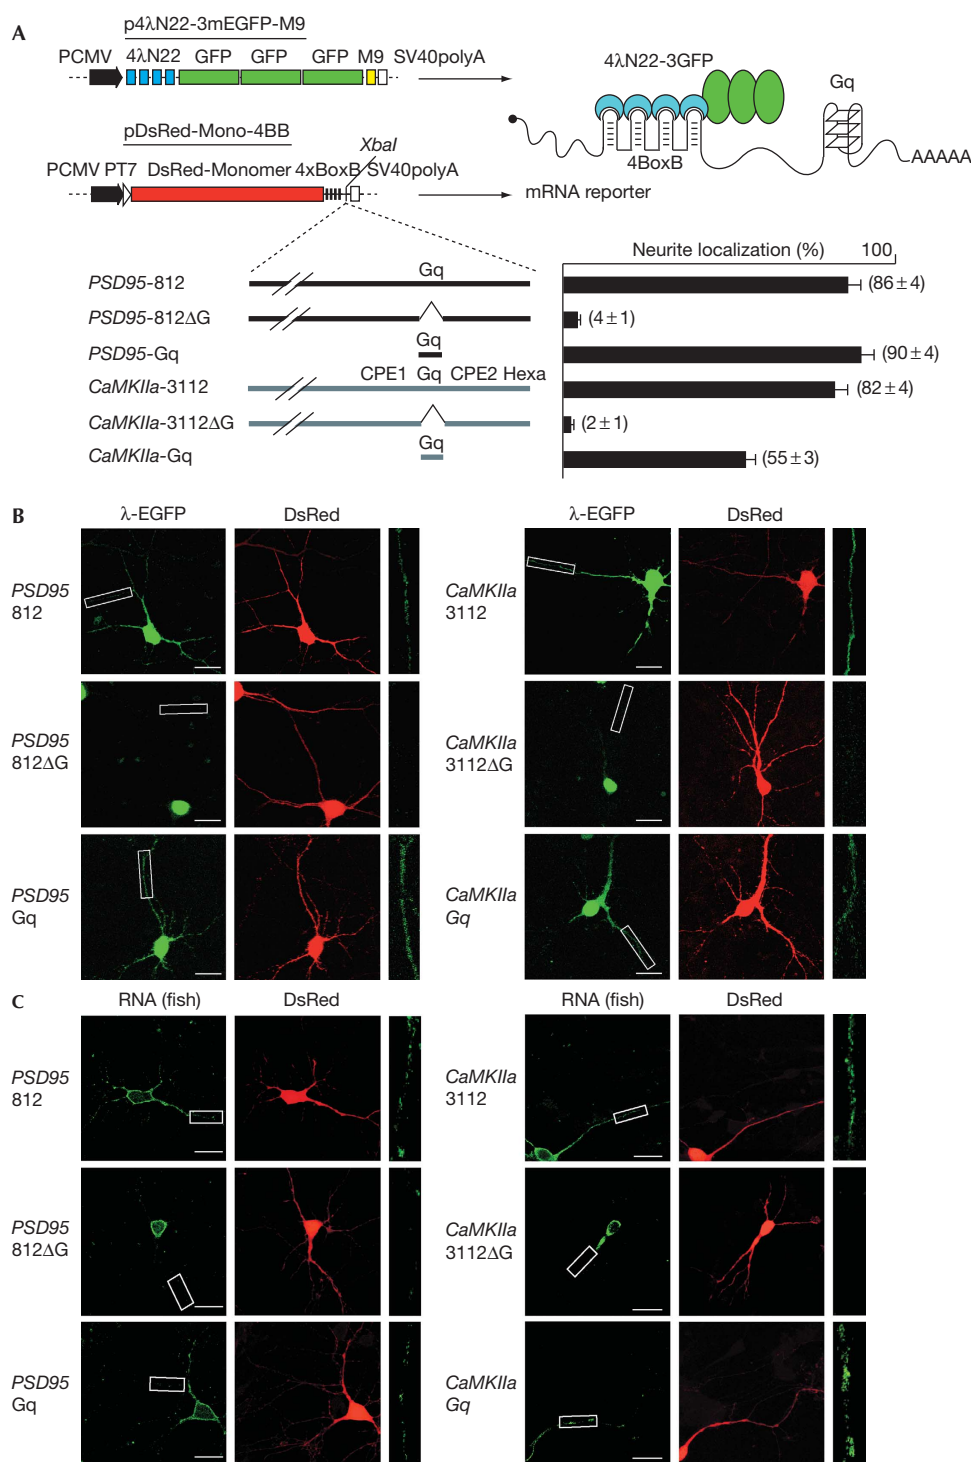 A
p4λN22-3mEGFP-M9
PCMV 4λN22 GFP GFP GFP M9 SV40polyA
4λN22-3GFP
Gq
4BoxB
AAAAA
pDsRed-Mono-4BB
XbaI
PCMV PT7 DsRed-Monomer 4xBoxB SV40polyA
mRNA reporter
Neurite localization (%) 100
PSD95-812 Gq (86±4)
PSD95-812ΔG (4±1)
PSD95-Gq Gq (90±4)
CaMKIIa-3112 CPE1 Gq CPE2 Hexa (82±4)
CaMKIIa-3112ΔG (2±1)
CaMKIIa-Gq Gq (55±3)
B
λ-EGFP DsRed λ-EGFP DsRed
PSD95
812
CaMKIIa
3112
PSD95
812ΔG
CaMKIIa
3112ΔG
PSD95
Gq
CaMKIIa
Gq
C
RNA (fish) DsRed RNA (fish) DsRed
PSD95
812
CaMKIIa
3112
PSD95
812ΔG
CaMKIIa
3112ΔG
PSD95
Gq
CaMKIIa
Gq